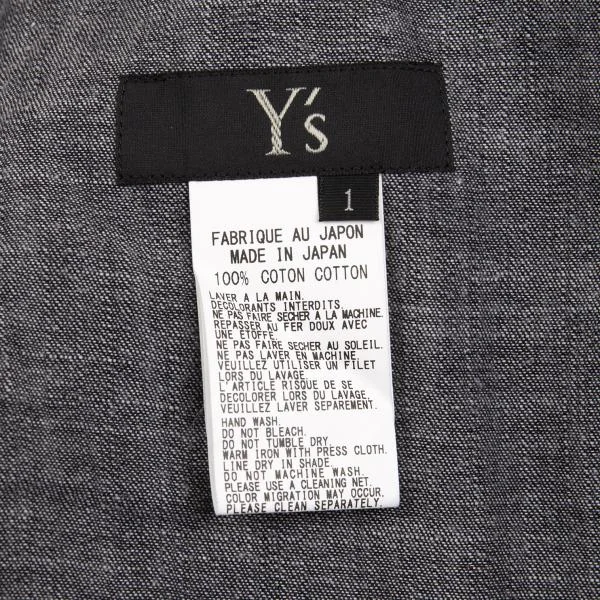 Y's
1
FABRIQUE AU JAPON
MADE IN JAPAN
100% COTON COTTON
LAVER A LA MAIN.
DECOLORANTS INTERDITS.
NE PAS FAIRE SECHER A LA MACHINE.
REPASSER AU FER DOUX AVEC
UNE ETOFFE.
NE PAS FAIRE SECHER AU SOLEIL.
NE PAS LAVER EN MACHINE.
VEUILLEZ UTILISER UN FILET
LORS DU LAVAGE.
L'ARTICLE RISQUE DE SE
DECOLORER LORS DU LAVAGE,
VEUILLEZ LAVER SEPAREMENT.
HAND WASH.
DO NOT BLEACH.
DO NOT TUMBLE DRY.
WARM IRON WITH PRESS CLOTH.
LINE DRY IN SHADE.
DO NOT MACHINE WASH.
PLEASE USE A CLEANING NET.
COLOR MIGRATION MAY OCCUR.
PLEASE CLEAN SEPARATELY.